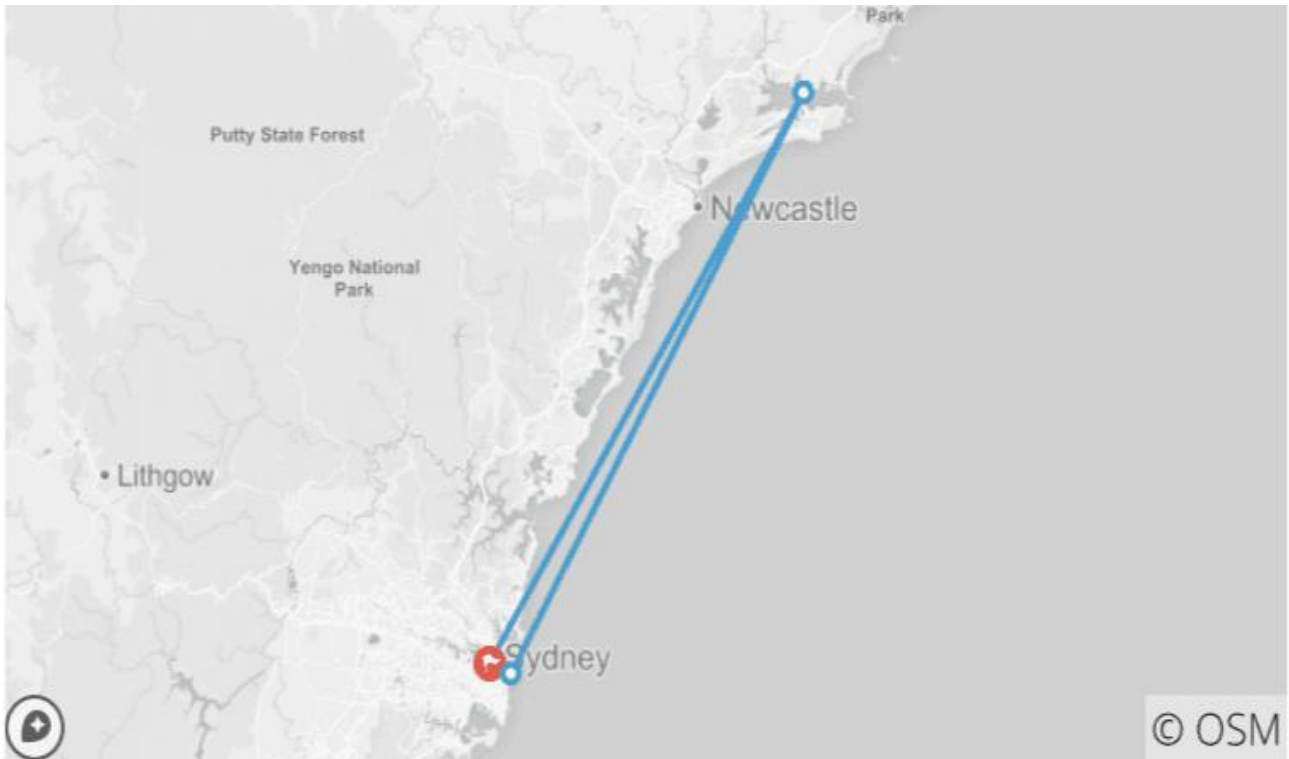 Park
Putty State Forest
Newcastle
Yengo National
Park
Lithgow
Sydney
© OSM